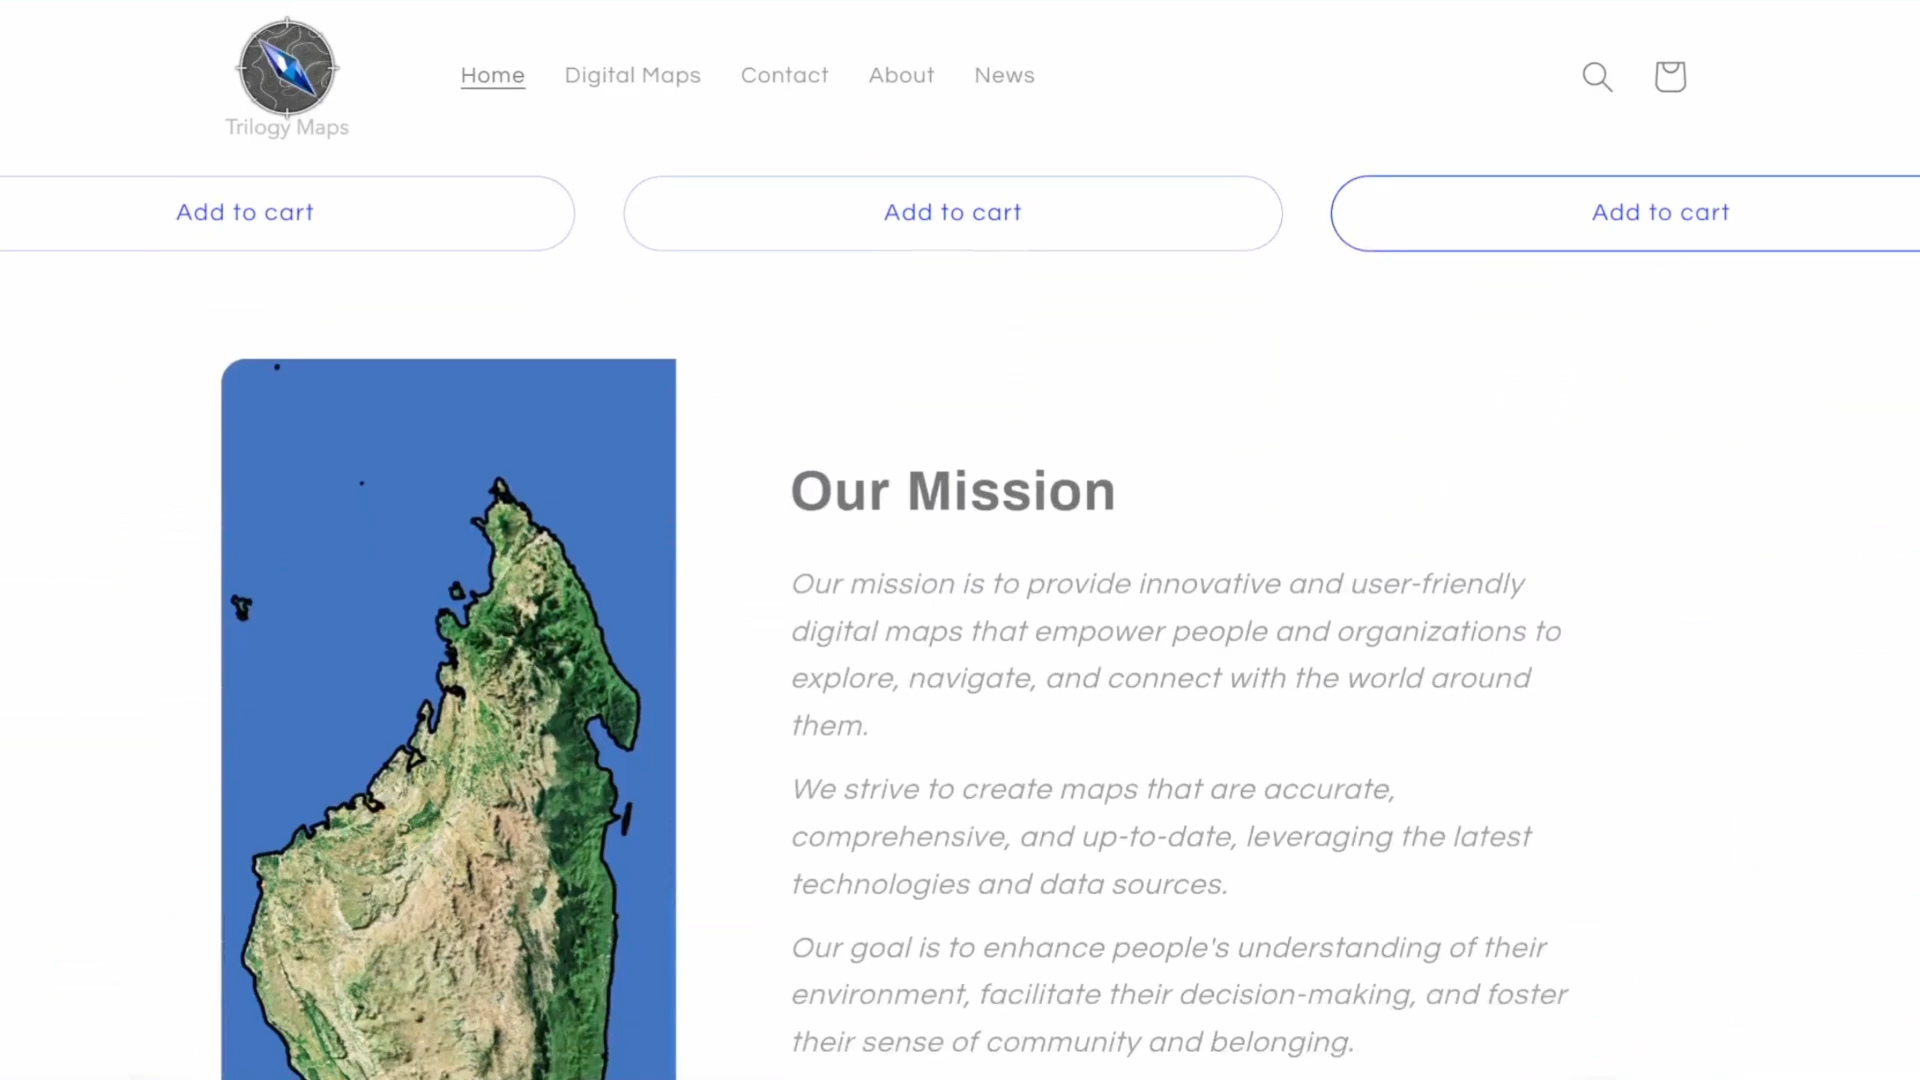 Trilogy Maps
Home Digital Maps Contact About News
Add to cart Add to cart Add to cart
Our Mission
Our mission is to provide innovative and user-friendly
digital maps that empower people and organizations to
explore, navigate, and connect with the world around
them.
We strive to create maps that are accurate,
comprehensive, and up-to-date, leveraging the latest
technologies and data sources.
Our goal is to enhance people's understanding of their
environment, facilitate their decision-making, and foster
their sense of community and belonging.